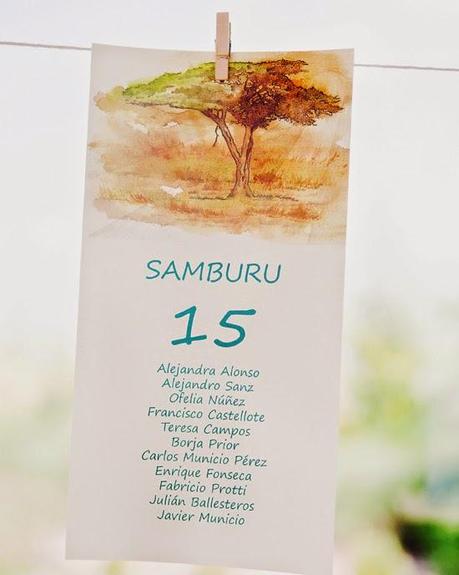 SAMBURU
15
Alejandra Alonso
Alejandro Sanz
Ofelia Núñez
Francisco Castellote
Teresa Campos
Borja Prior
Carlos Municio Pérez
Enrique Fonseca
Fabricio Protti
Julián Ballesteros
Javier Municio